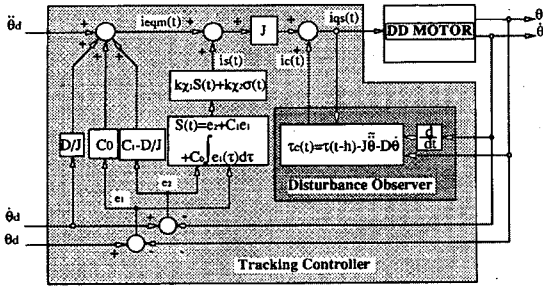 θ̈d
+
+
+
+
ieqm(t)
+
+
J
+
+
iqs(t)
DD MOTOR
θ
θ̇
is(t)
ic(t)
kχ₁S(t)+kχ₂σ(t)
D/J
C0
C₁-D/J
S(t)=e₂+C₁e₁
+C₀∫e₁(τ)dτ
τc(t)=τ(t-h)-Jθ̃̈-Dθ̇
d
dt
Disturbance Observer
e₁
e₂
θ̇d
+
-
θd
+
-
Tracking Controller